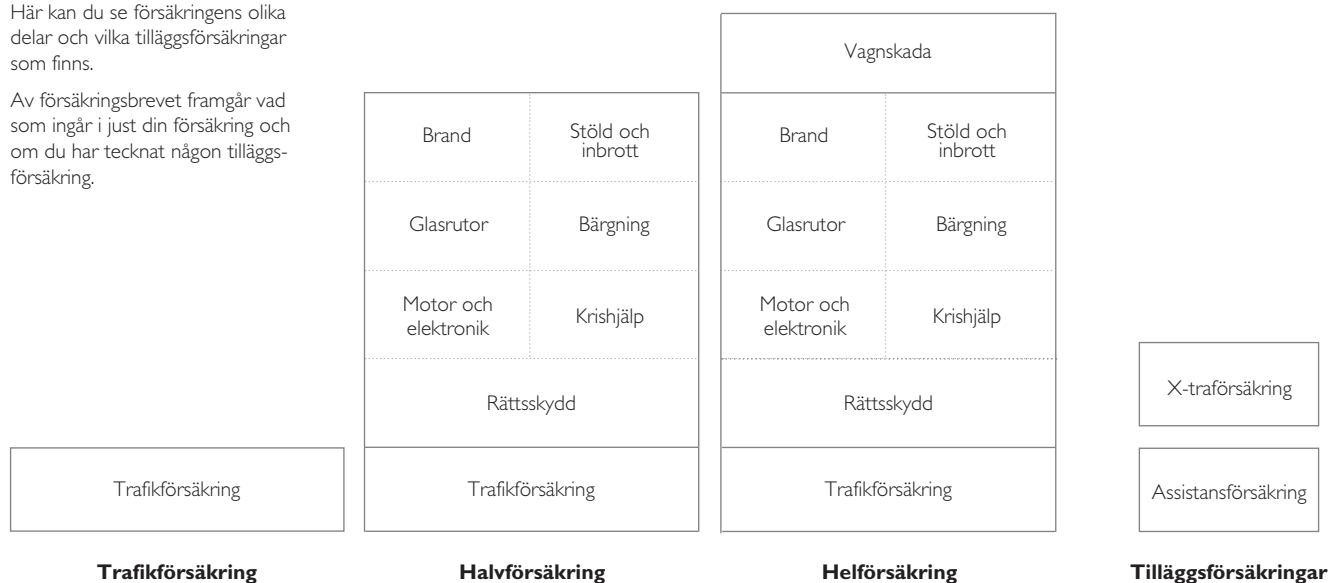 Här kan du se försäkringens olika
delar och vilka tilläggsförsäkringar
som finns.
Av försäkringsbrevet framgår vad
som ingår i just din försäkring och
om du har tecknat någon tilläggs-
försäkring.
Trafikförsäkring
Trafikförsäkring
Brand
Stöld och
inbrott
Glasrutor
Bärgning
Motor och
elektronik
Krishjälp
Rättsskydd
Trafikförsäkring
Halvförsäkring
Vagnskada
Brand
Stöld och
inbrott
Glasrutor
Bärgning
Motor och
elektronik
Krishjälp
Rättsskydd
Trafikförsäkring
Helförsäkring
X-traförsäkring
Assistansförsäkring
Tilläggsförsäkringar